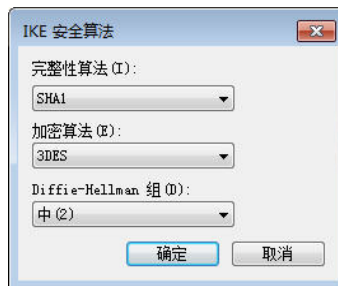 IKE 安全算法
完整性算法(I):
SHA1
加密算法(E):
3DES
Diffie-Hellman 组(D):
中(2)
确定
取消